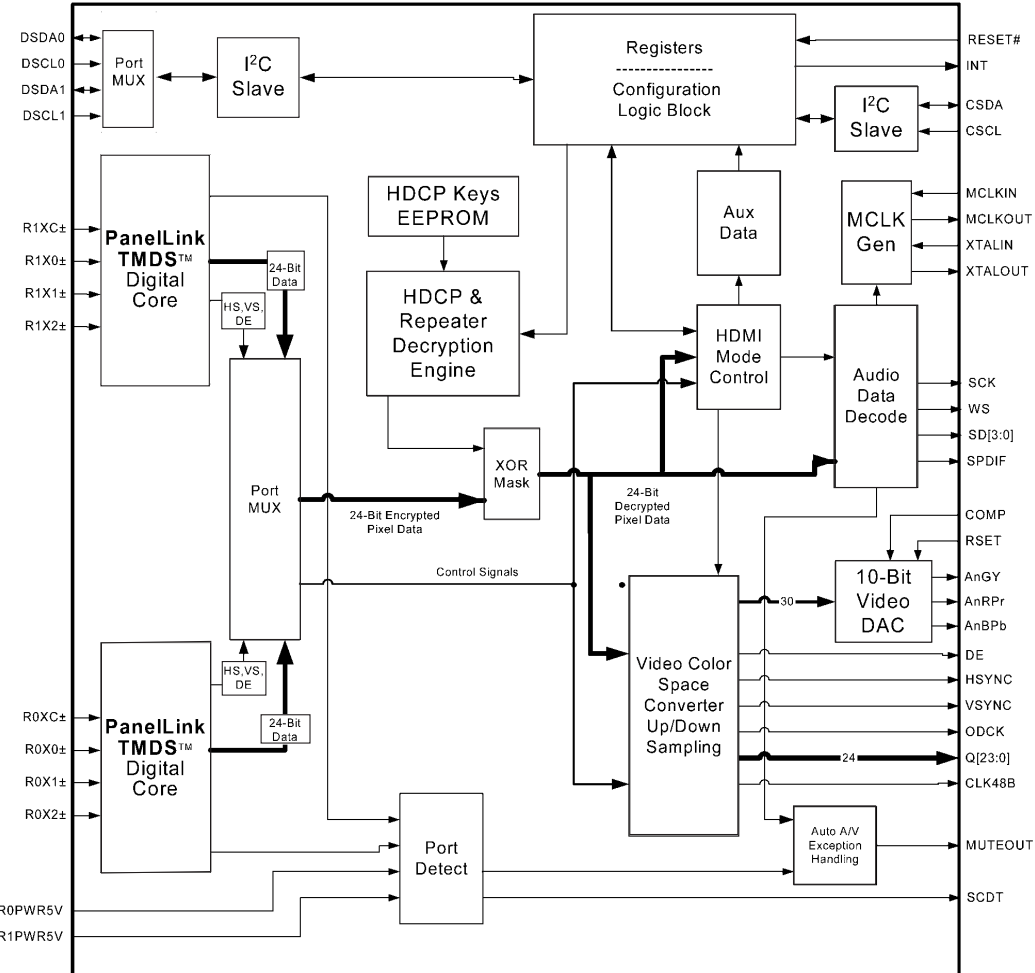 DSDA0
DSCL0
DSDA1
DSCL1
Port
MUX
I2C
Slave
Registers
Configuration
Logic Block
RESET#
INT
I2C
Slave
CSDA
CSCL
HDCP Keys
EEPROM
Aux
Data
MCLK
Gen
MCLKIN
MCLKOUT
XTALIN
XTALOUT
R1XC±
R1X0±
R1X1±
R1X2±
PanelLink
TMDS™
Digital
Core
24-Bit
Data
HS,VS,
DE
HDCP &
Repeater
Decryption
Engine
HDMI
Mode
Control
Audio
Data
Decode
SCK
WS
SD[3:0]
SPDIF
Port
MUX
XOR
Mask
24-Bit Encrypted
Pixel Data
24-Bit
Decrypted
Pixel Data
Control Signals
COMP
RSET
10-Bit
Video
DAC
30
AnGY
AnRPr
AnBPb
DE
HSYNC
VSYNC
ODCK
24
Q[23:0]
CLK48B
Video Color
Space
Converter
Up/Down
Sampling
HS,VS,
DE
24-Bit
Data
R0XC±
R0X0±
R0X1±
R0X2±
PanelLink
TMDS™
Digital
Core
Port
Detect
Auto A/V
Exception
Handling
MUTEOUT
SCDT
R0PWR5V
R1PWR5V